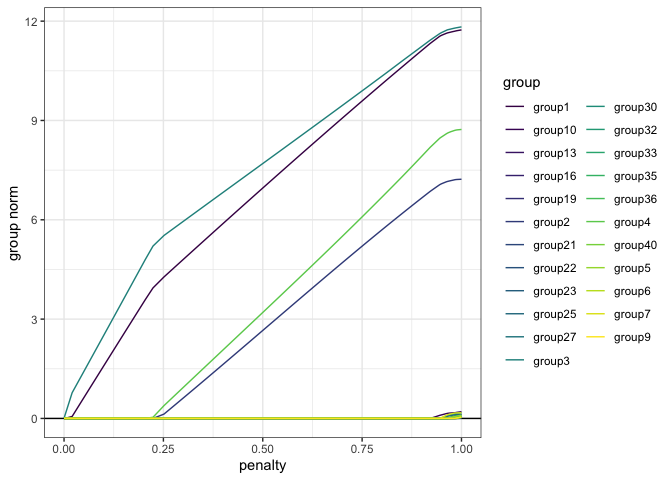 12
9
6
3
0
group norm
0.00 0.25 0.50 0.75 1.00
penalty
group
group1 group30
group10 group32
group13 group33
group16 group35
group19 group36
group2 group4
group21 group40
group22 group5
group23 group6
group25 group7
group27 group9
group3